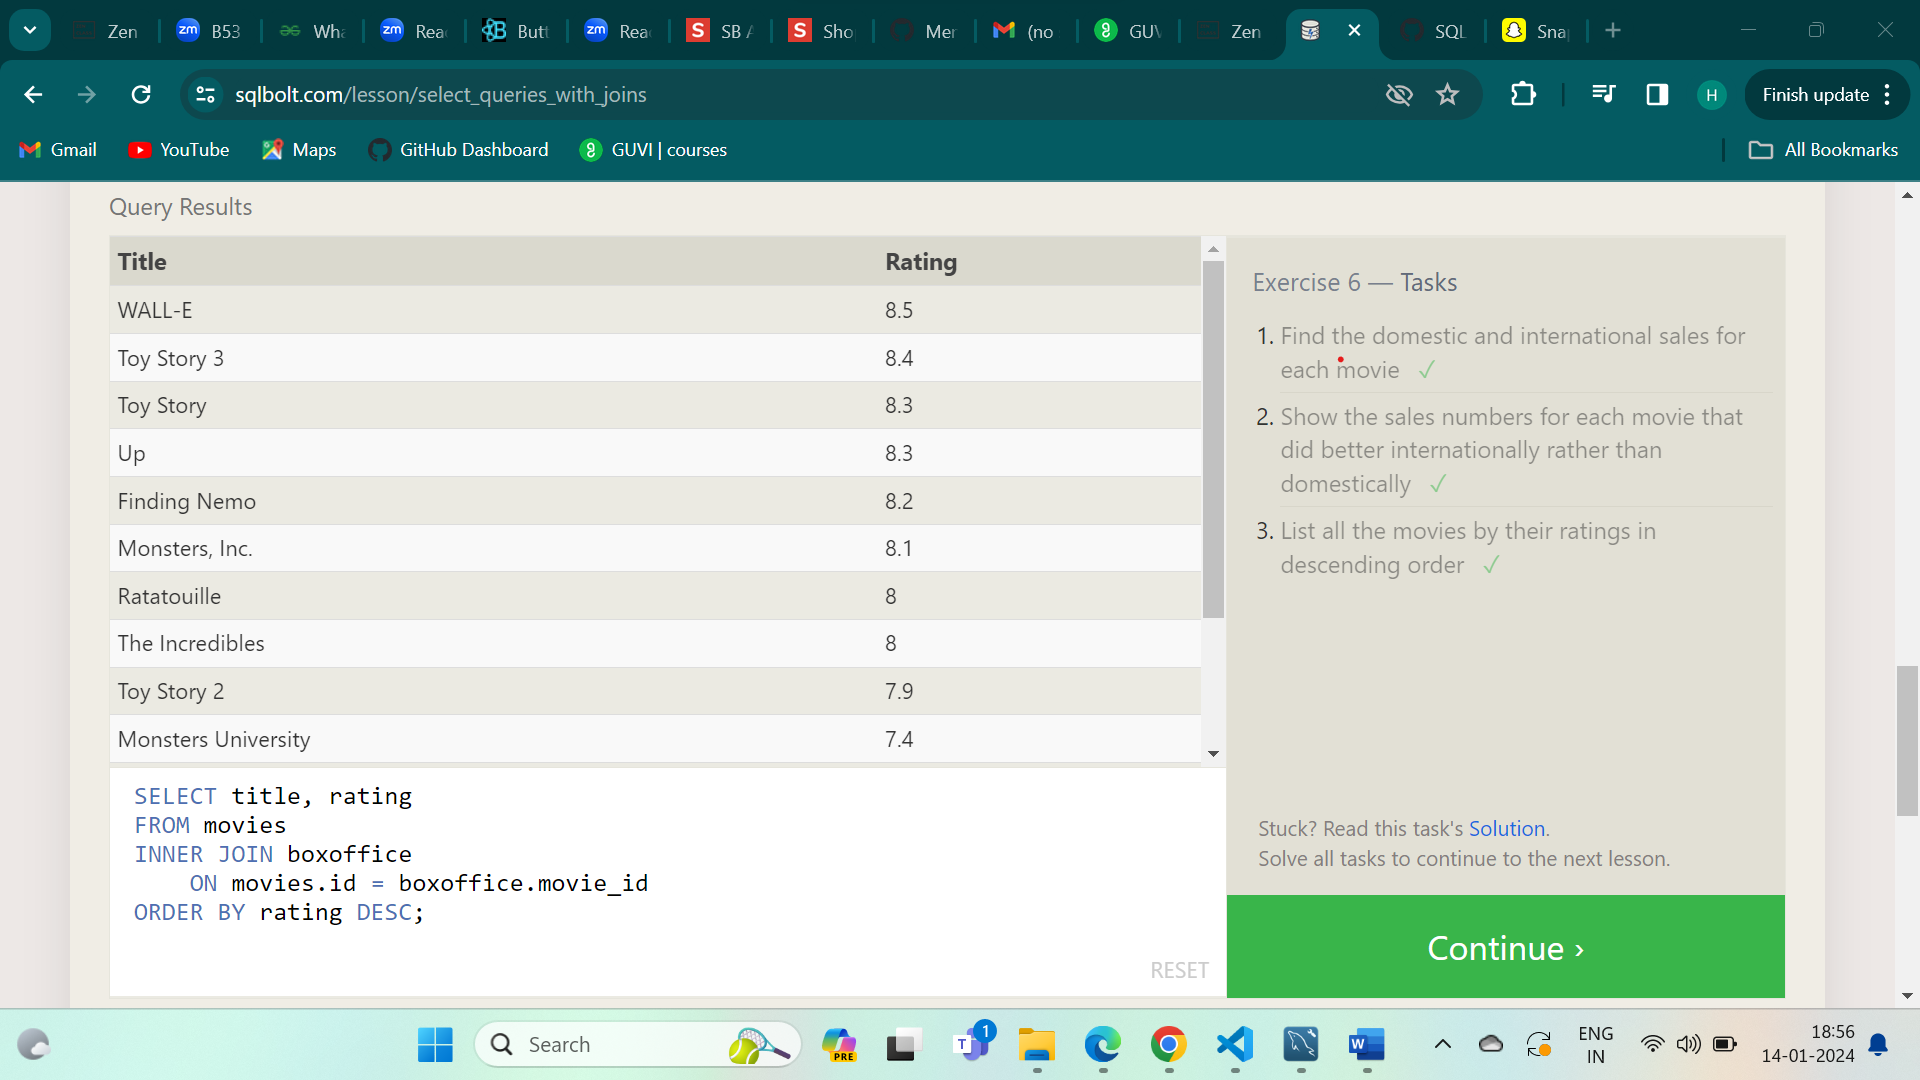 Zen
B53
Wha
Rea
Butt
Rea
SB A
Sho
Mer
(no
GUV
Zen
SQL
Sna
sqlbolt.com/lesson/select_queries_with_joins
H
Finish update
Gmail
YouTube
Maps
GitHub Dashboard
GUVI | courses
All Bookmarks
Query Results
Title Rating
WALL-E 8.5
Toy Story 3 8.4
Toy Story 8.3
Up 8.3
Finding Nemo 8.2
Monsters, Inc. 8.1
Ratatouille 8
The Incredibles 8
Toy Story 2 7.9
Monsters University 7.4
SELECT title, rating
FROM movies
INNER JOIN boxoffice
ON movies.id = boxoffice.movie_id
ORDER BY rating DESC;
RESET
Exercise 6 — Tasks
1. Find the domestic and international sales for
each movie ✓
2. Show the sales numbers for each movie that
did better internationally rather than
domestically ✓
3. List all the movies by their ratings in
descending order ✓
Stuck? Read this task's Solution.
Solve all tasks to continue to the next lesson.
Continue ›
Search
PRE
1
ENG
IN
18:56
14-01-2024